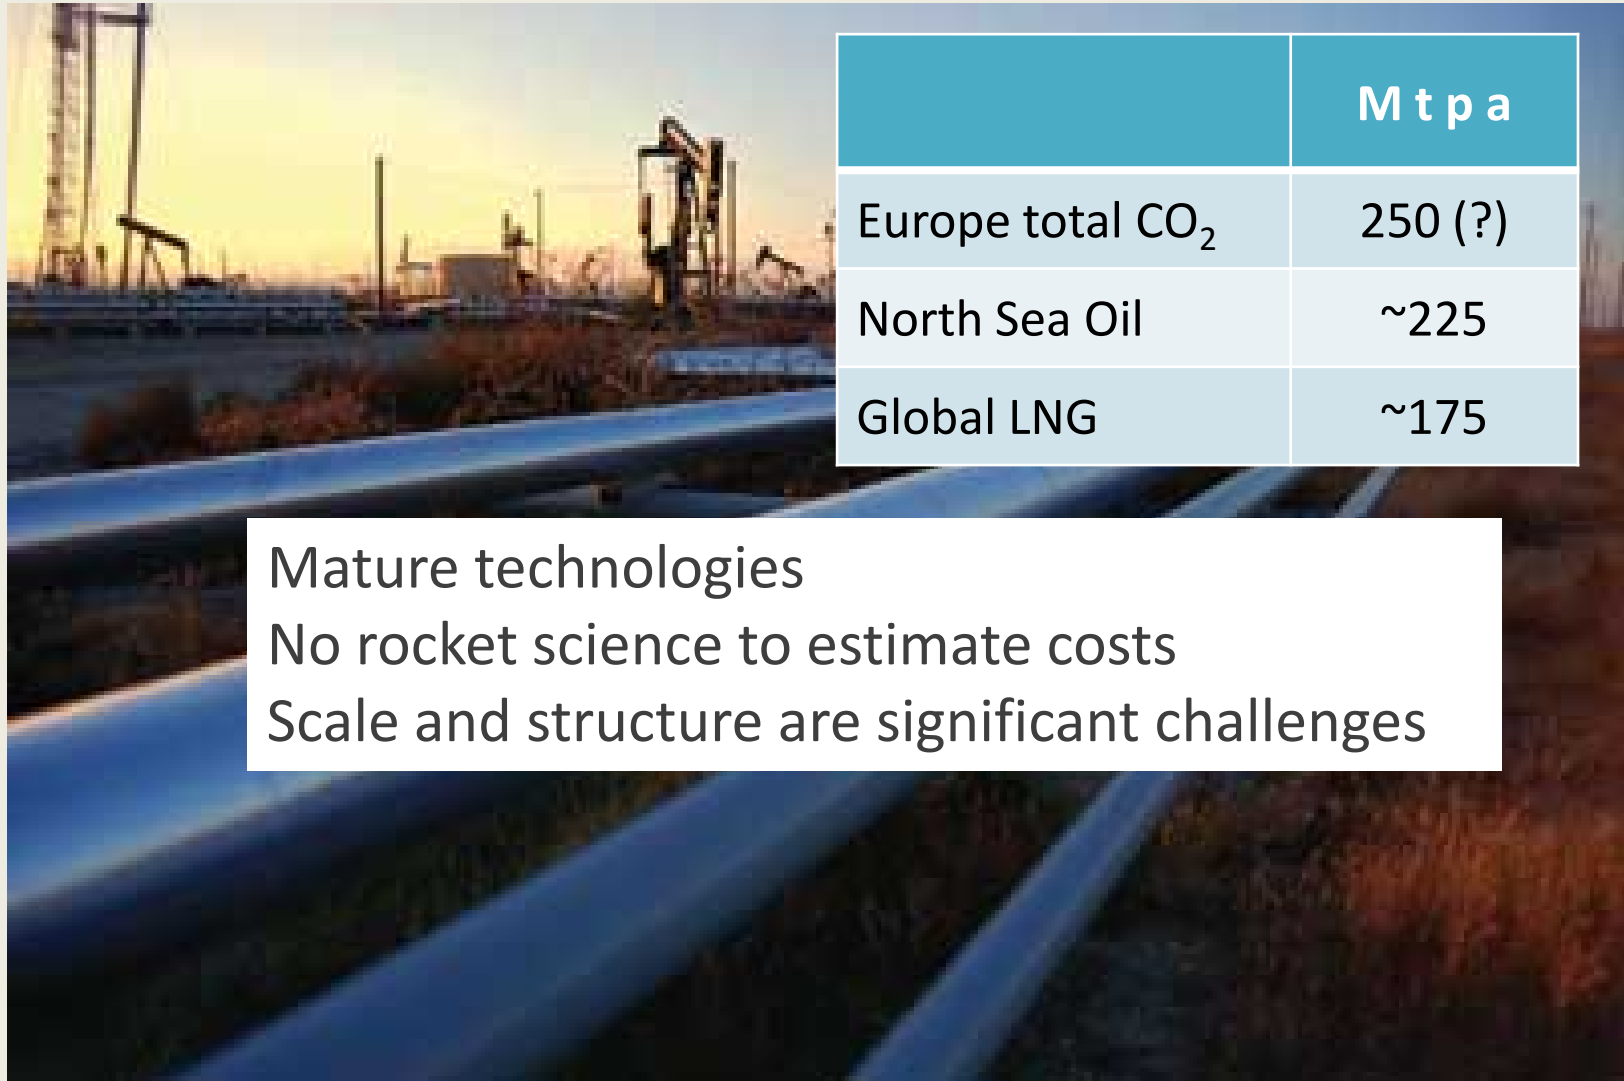 M t p a
Europe total CO₂ 250 (?)
North Sea Oil ~225
Global LNG ~175
Mature technologies
No rocket science to estimate costs
Scale and structure are significant challenges